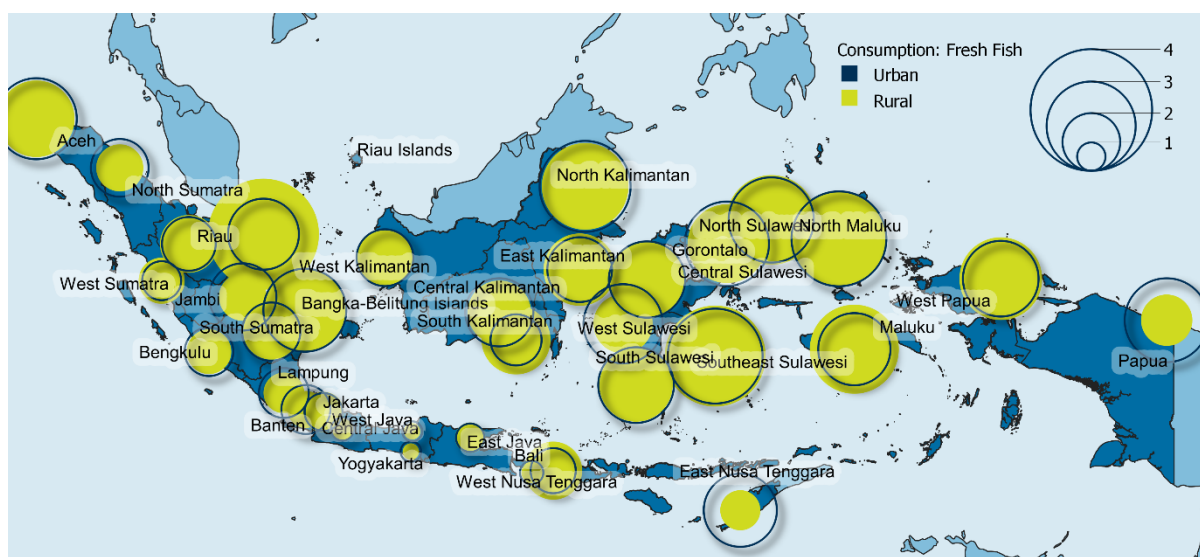 Consumption: Fresh Fish
Urban
Rural
4
3
2
1
Aceh
Riau Islands
North Sumatra
North Kalimantan
Riau
North Sulawesi
North Maluku
Gorontalo
West Kalimantan
East Kalimantan
Central Sulawesi
West Sumatra
Central Kalimantan
Jambi
Bangka-Belitung Islands
West Papua
South Kalimantan
South Sumatra
West Sulawesi
Maluku
Bengkulu
South Sulawesi
Southeast Sulawesi
Papua
Lampung
Jakarta
West Java
Banten
Central Java
East Java
Bali
Yogyakarta
West Nusa Tenggara
East Nusa Tenggara